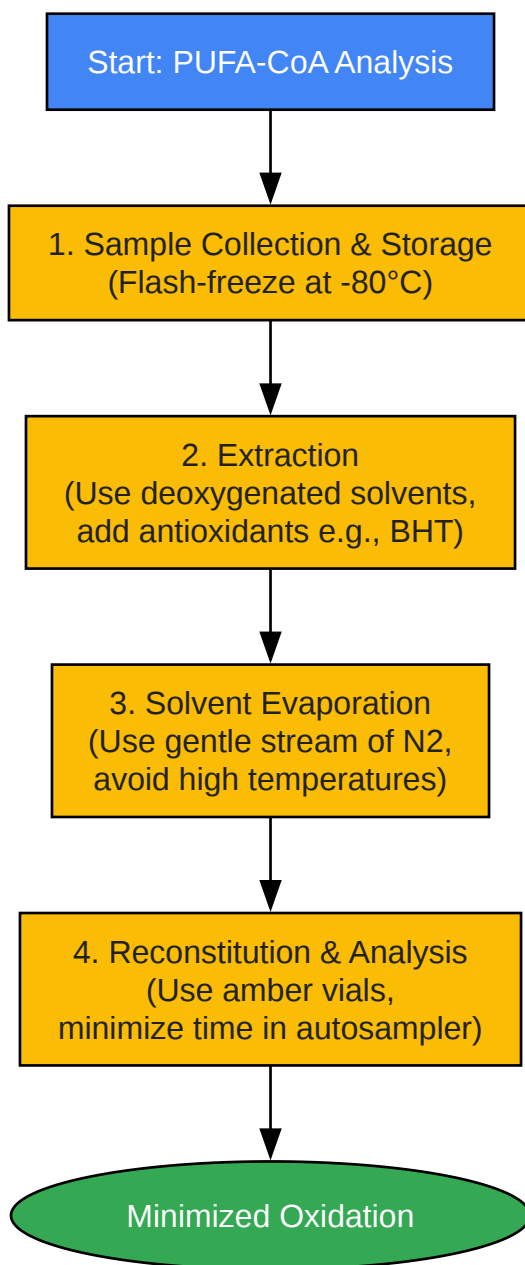 Start: PUFA-CoA Analysis
1. Sample Collection & Storage
(Flash-freeze at -80°C)
2. Extraction
(Use deoxygenated solvents,
add antioxidants e.g., BHT)
3. Solvent Evaporation
(Use gentle stream of N2,
avoid high temperatures)
4. Reconstitution & Analysis
(Use amber vials,
minimize time in autosampler)
Minimized Oxidation